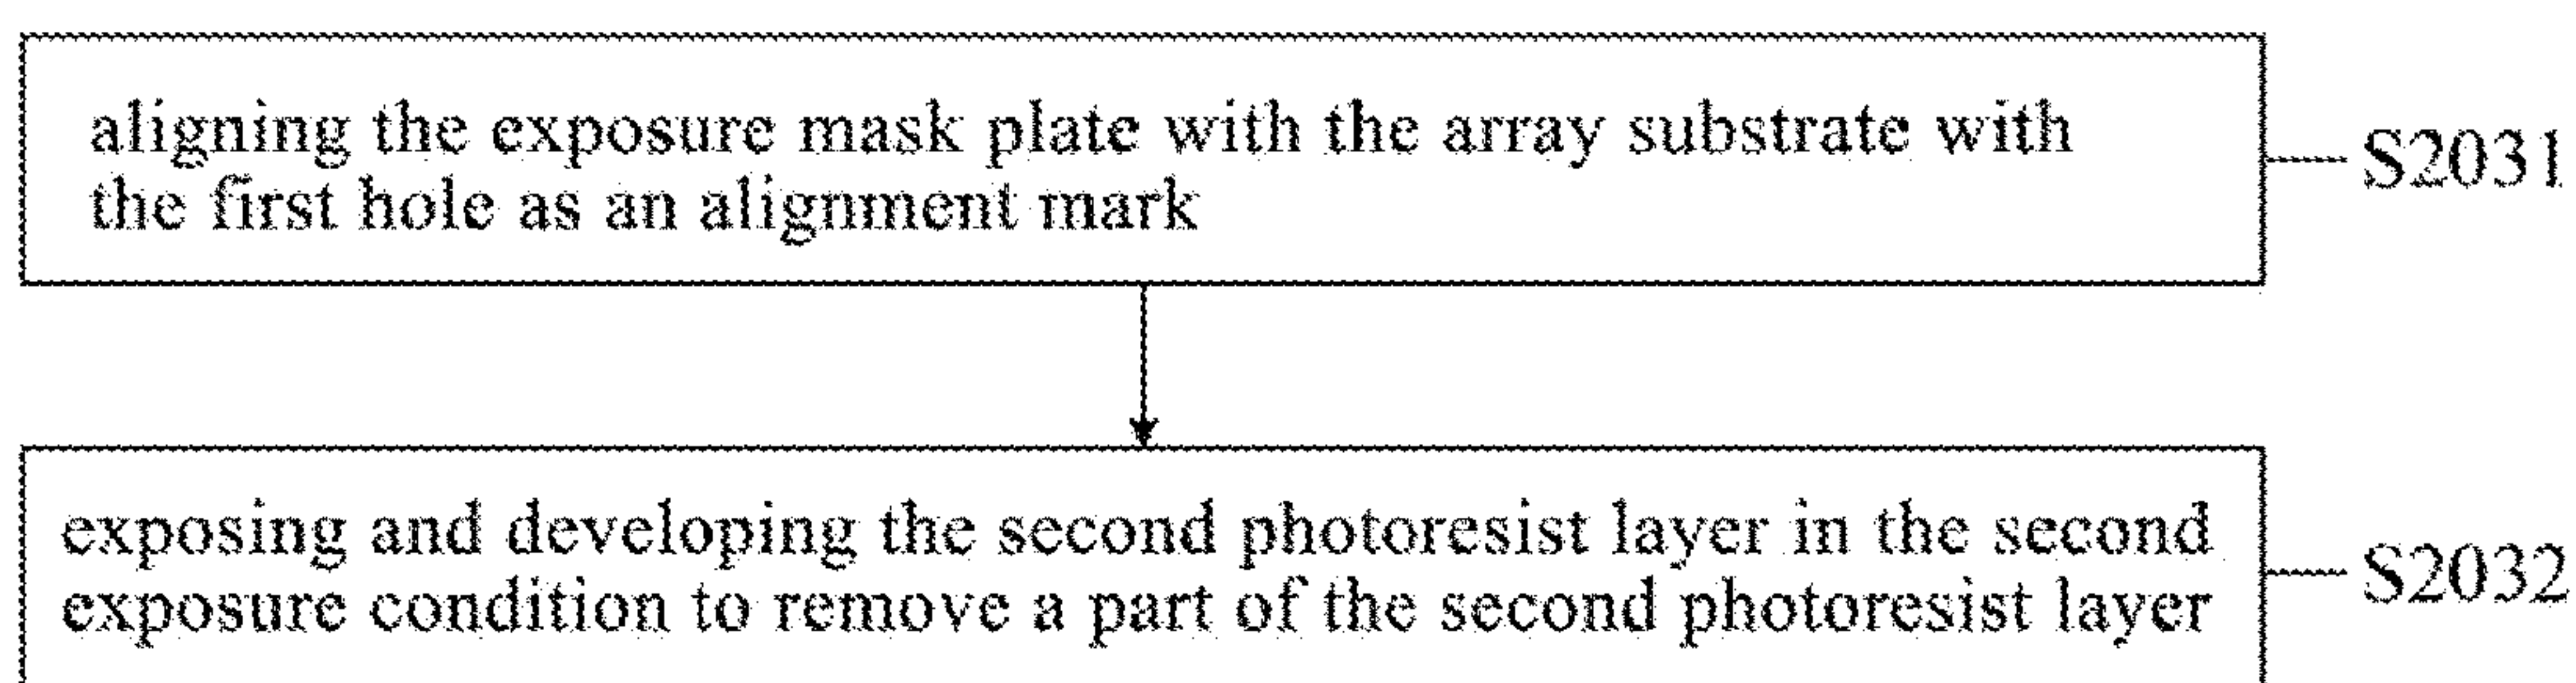 aligning the exposure mask plate with the array substrate with
the first hole as an alignment mark
S2031
exposing and developing the second photoresist layer in the second
exposure condition to remove a part of the second photoresist layer
S2032